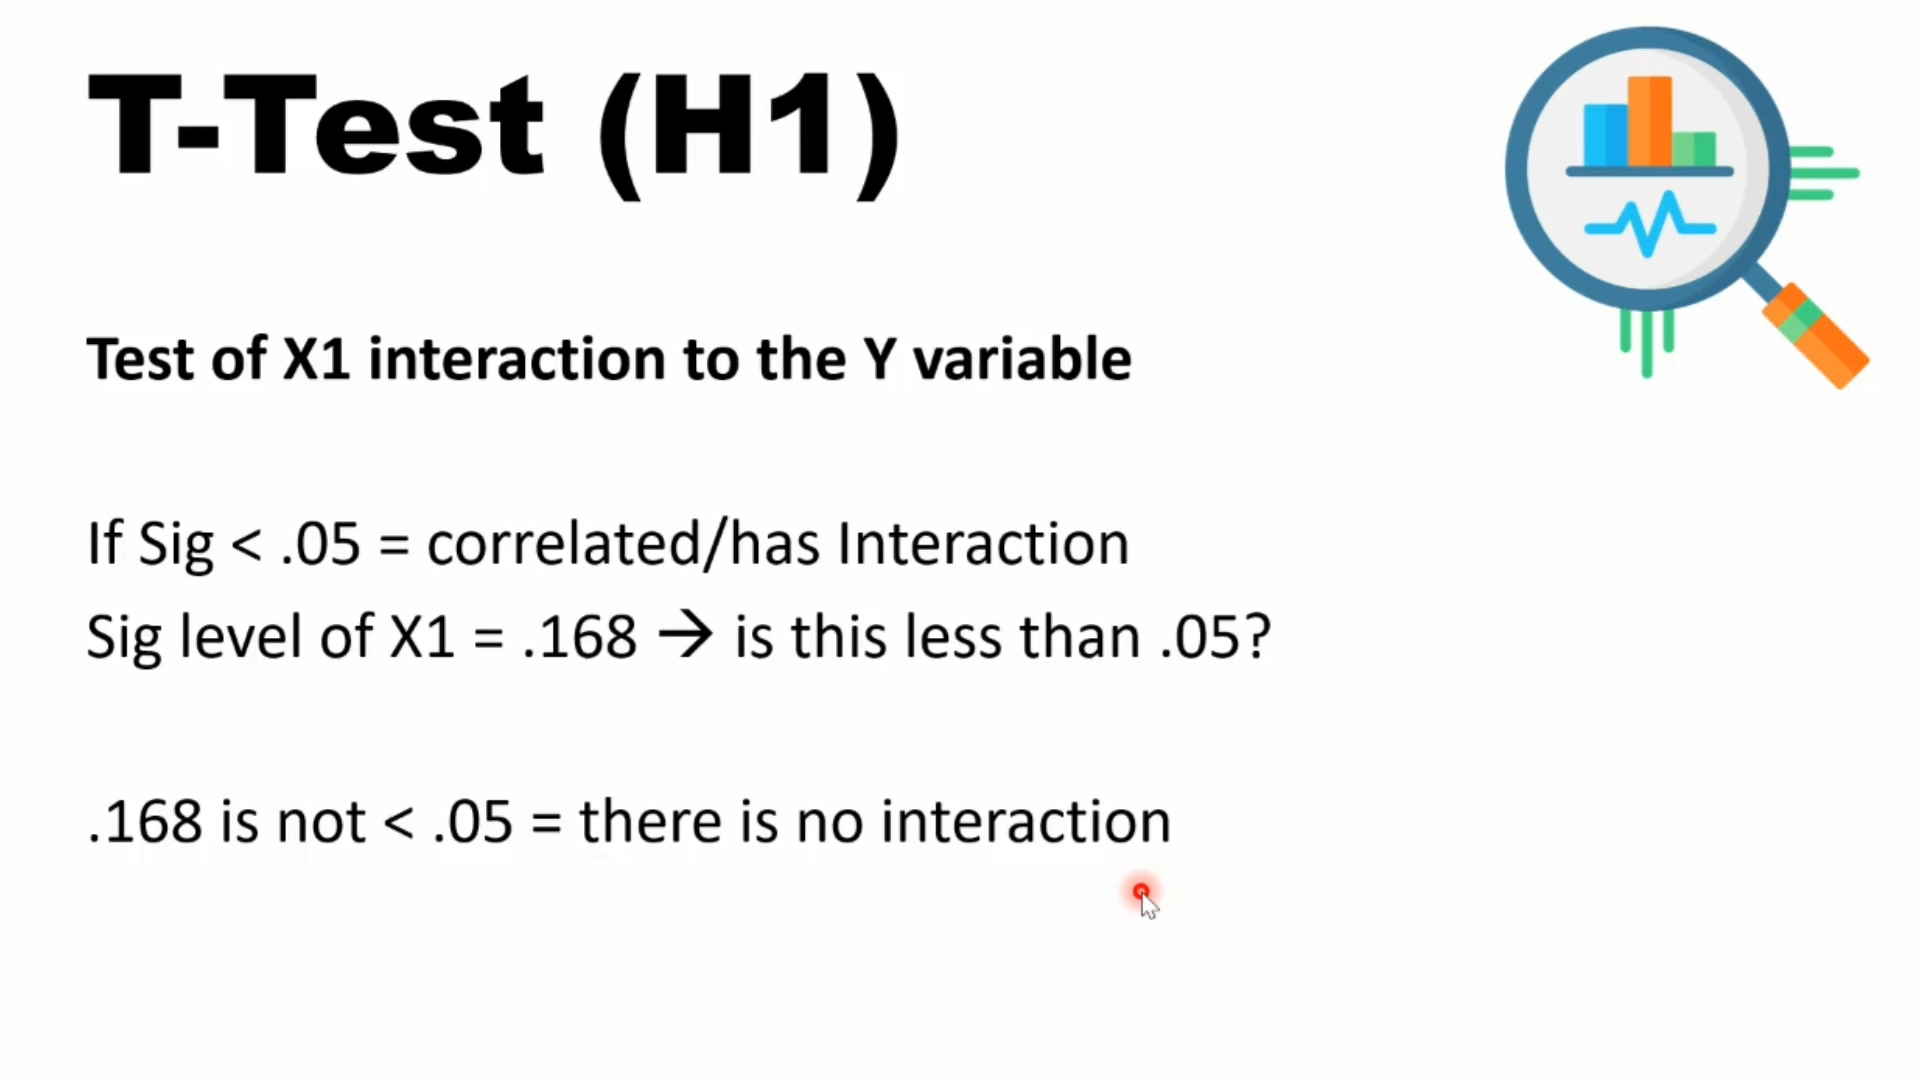 T-Test (H1)
Test of X1 interaction to the Y variable
If Sig < .05 = correlated/has Interaction
Sig level of X1 = .168 → is this less than .05?
.168 is not < .05 = there is no interaction